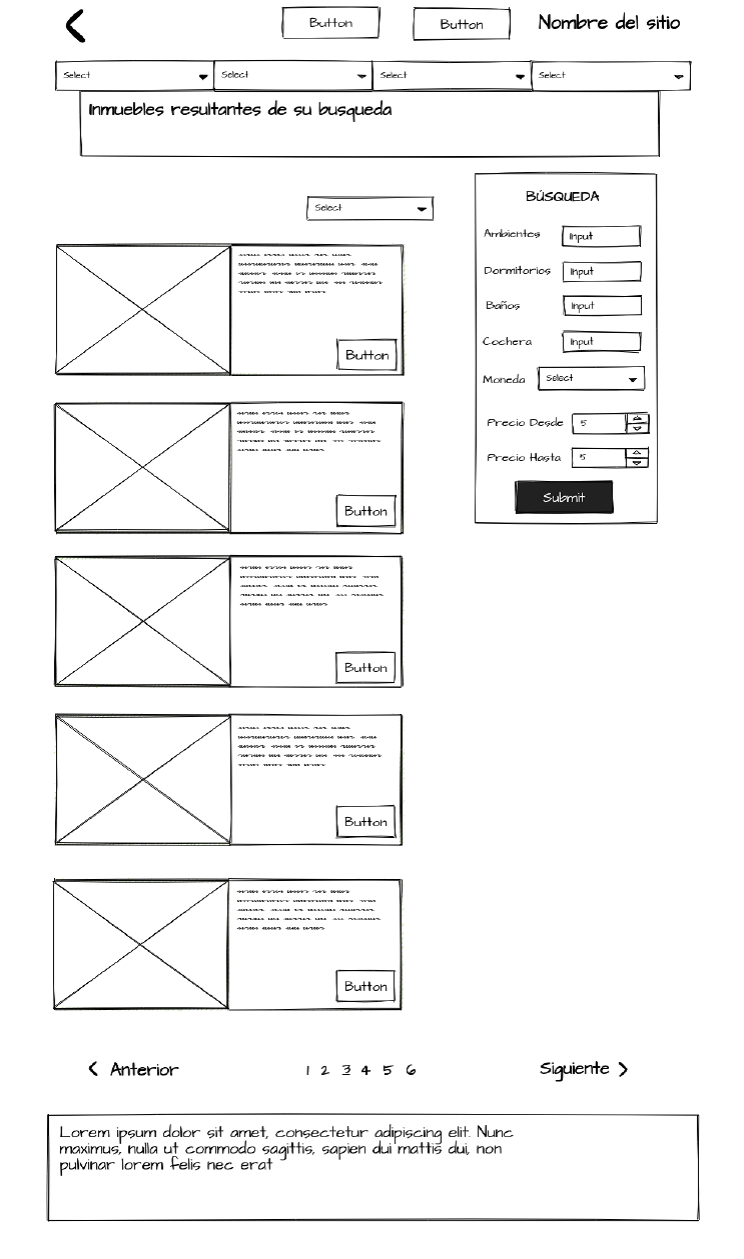 Button
Button
Nombre del sitio
Select
Select
Select
Select
Inmuebles resultantes de su busqueda
Select
BÚSQUEDA
Ambientes
Input
Dormitorios
Input
Baños
Input
Cochera
Input
Moneda
Select
Precio Desde
5
Precio Hasta
5
Submit
Button
Button
Button
Button
Button
Anterior
1 2 3 4 5 6
Siguiente
Lorem ipsum dolor sit amet, consectetur adipiscing elit. Nunc
maximus, nulla ut commodo sagittis, sapien dui mattis dui, non
pulvinar lorem felis nec erat